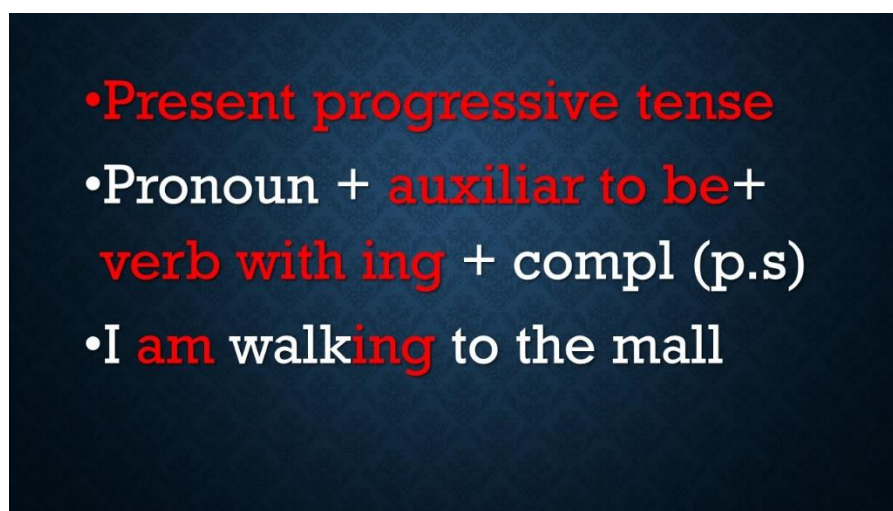 •Present progressive tense
•Pronoun + auxiliar to be+
verb with ing + compl (p.s)
•I am walking to the mall